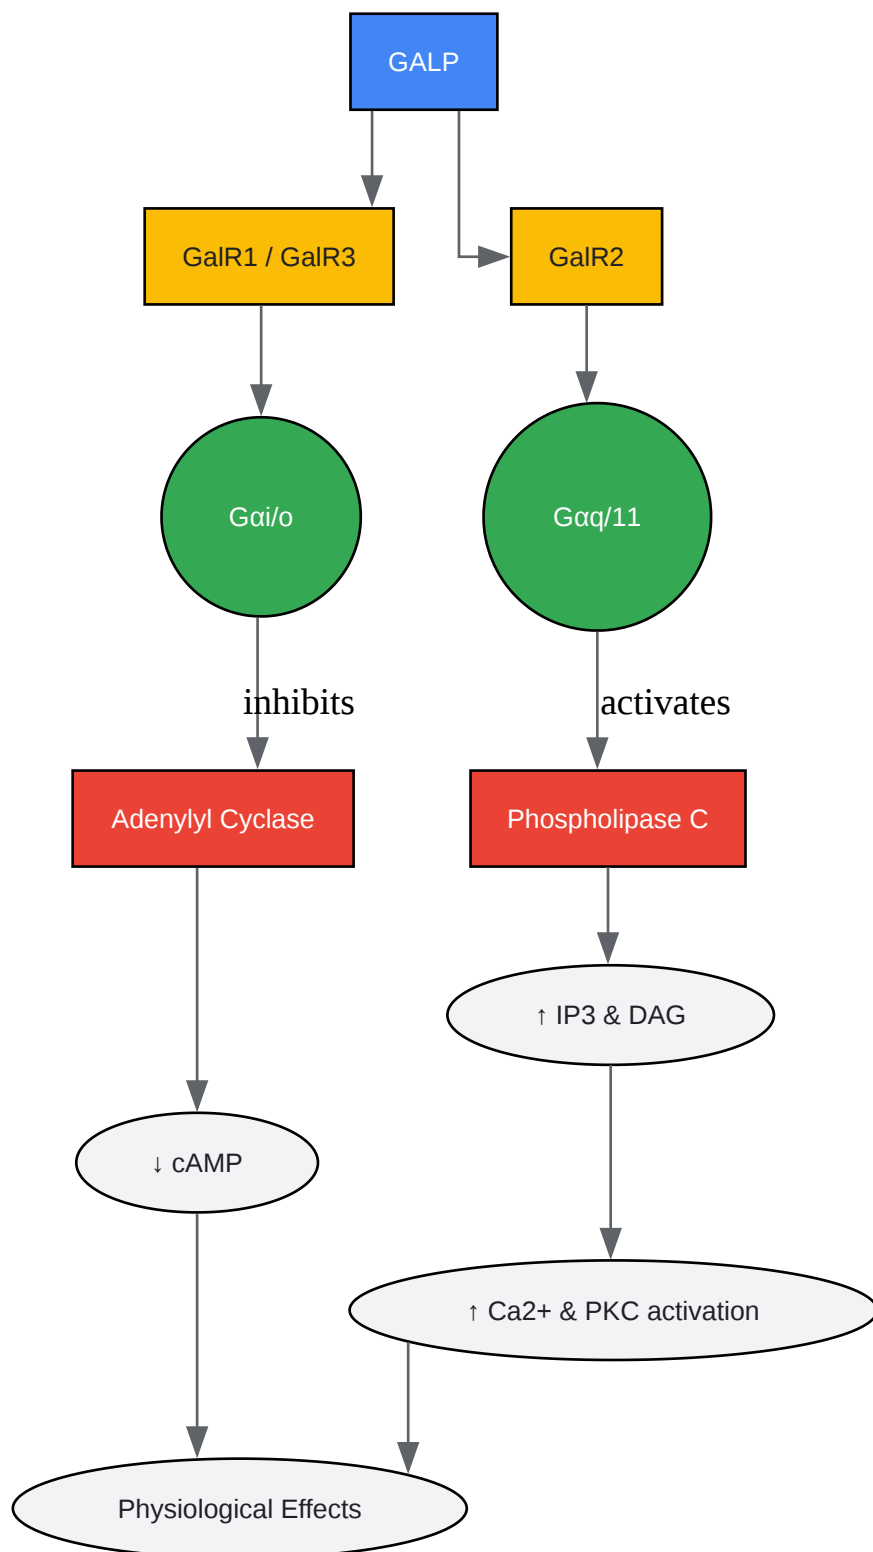 GALP
GalR1 / GalR3
GalR2
Gαi/o
Gαq/11
inhibits
activates
Adenylyl Cyclase
Phospholipase C
↑ IP3 & DAG
↓ cAMP
↑ Ca2+ & PKC activation
Physiological Effects